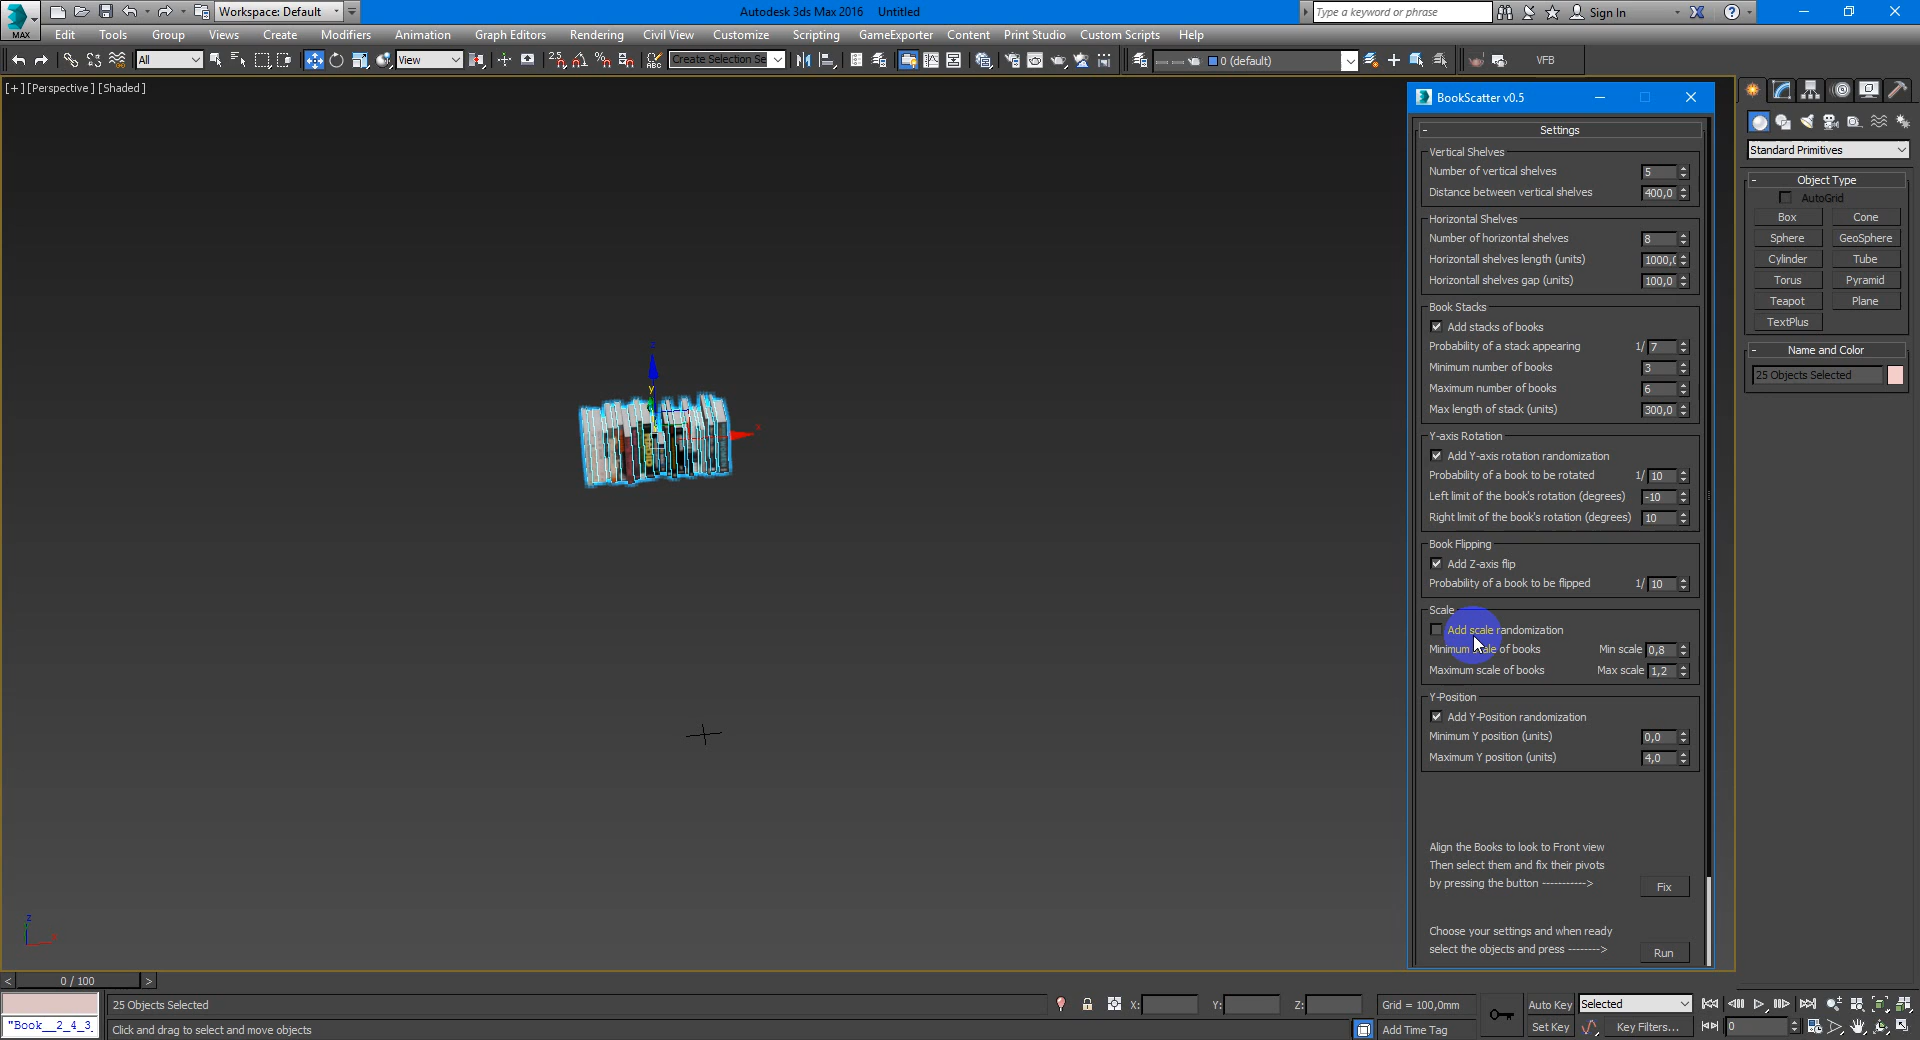 MAX
Workspace: Default
Autodesk 3ds Max 2016 Untitled
Type a keyword or phrase
Sign In
Edit Tools Group Views Create Modifiers Animation Graph Editors Rendering Civil View Customize Scripting GameExporter Content Print Studio Custom Scripts Help
All
View
Create Selection Se
0 (default)
VFB
[+] [Perspective] [Shaded]
BookScatter v0.5
Settings
Vertical Shelves
Number of vertical shelves 5
Distance between vertical shelves 400,0
Horizontal Shelves
Number of horizontal shelves 8
Horizontall shelves length (units) 1000,0
Horizontall shelves gap (units) 100,0
Book Stacks
Add stacks of books
Probability of a stack appearing 1/ 7
Minimum number of books 3
Maximum number of books 6
Max length of stack (units) 300,0
Y-axis Rotation
Add Y-axis rotation randomization
Probability of a book to be rotated 1/ 10
Left limit of the book's rotation (degrees) -10
Right limit of the book's rotation (degrees) 10
Book Flipping
Add Z-axis flip
Probability of a book to be flipped 1/ 10
Scale
Add scale randomization
Minimum scale of books Min scale 0,8
Maximum scale of books Max scale 1,2
Y-Position
Add Y-Position randomization
Minimum Y position (units) 0,0
Maximum Y position (units) 4,0
Align the Books to look to Front view
Then select them and fix their pivots
by pressing the button ----------->
Fix
Choose your settings and when ready
select the objects and press -------->
Run
Standard Primitives
Object Type
AutoGrid
Box Cone
Sphere GeoSphere
Cylinder Tube
Torus Pyramid
Teapot Plane
TextPlus
Name and Color
25 Objects Selected
z
y
x
z
x
< 0 / 100 >
"Book__2_4_3_
25 Objects Selected
X: Y: Z:
Grid = 100,0mm
Auto Key
Selected
Click and drag to select and move objects
Add Time Tag
Set Key
Key Filters...
0